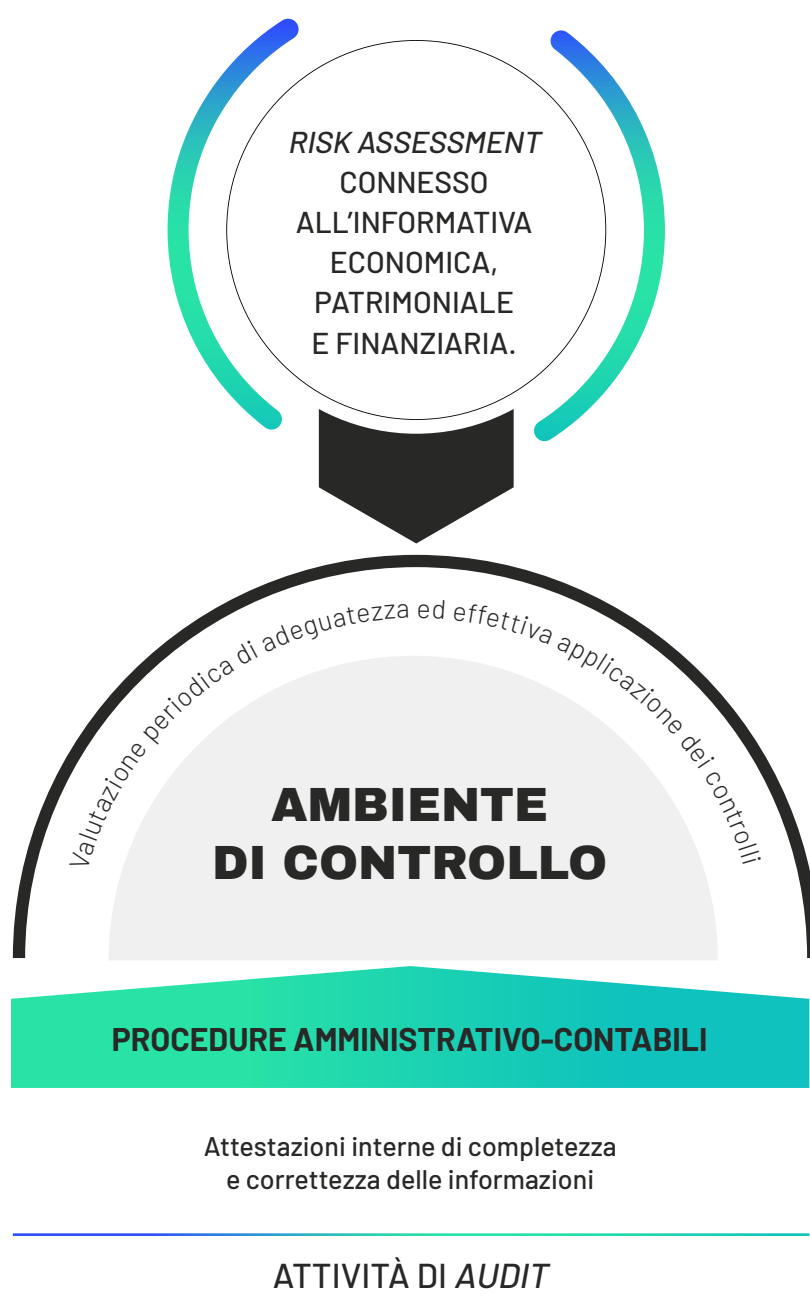 RISK ASSESSMENT
CONNESSO
ALL’INFORMATIVA
ECONOMICA,
PATRIMONIALE
E FINANZIARIA.
Valutazione periodica di adeguatezza ed effettiva applicazione dei controlli
AMBIENTE
DI CONTROLLO
PROCEDURE AMMINISTRATIVO-CONTABILI
Attestazioni interne di completezza
e correttezza delle informazioni
ATTIVITÀ DI AUDIT